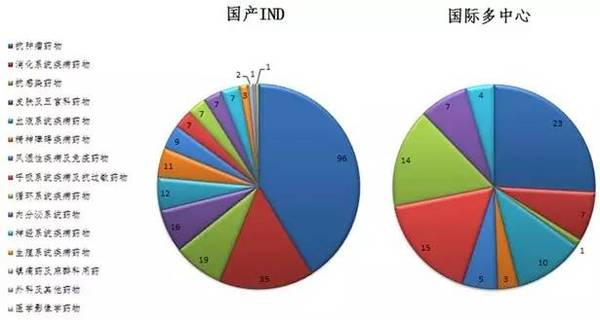 国产IND
国际多中心
抗肿瘤药物
消化系统疾病药物
抗感染药物
皮肤及五官科药物
血液系统疾病药物
精神障碍疾病药物
风湿性疾病及免疫药物
呼吸系统疾病及抗过敏药物
循环系统疾病药物
内分泌系统药物
神经系统疾病药物
生殖系统疾病药物
镇痛药及麻醉科用药
外科及其他药物
医学影像学药物
96
35
19
16
12
11
9
7
7
7
7
3
2
1
1
23
7
1
10
3
5
15
14
7
4